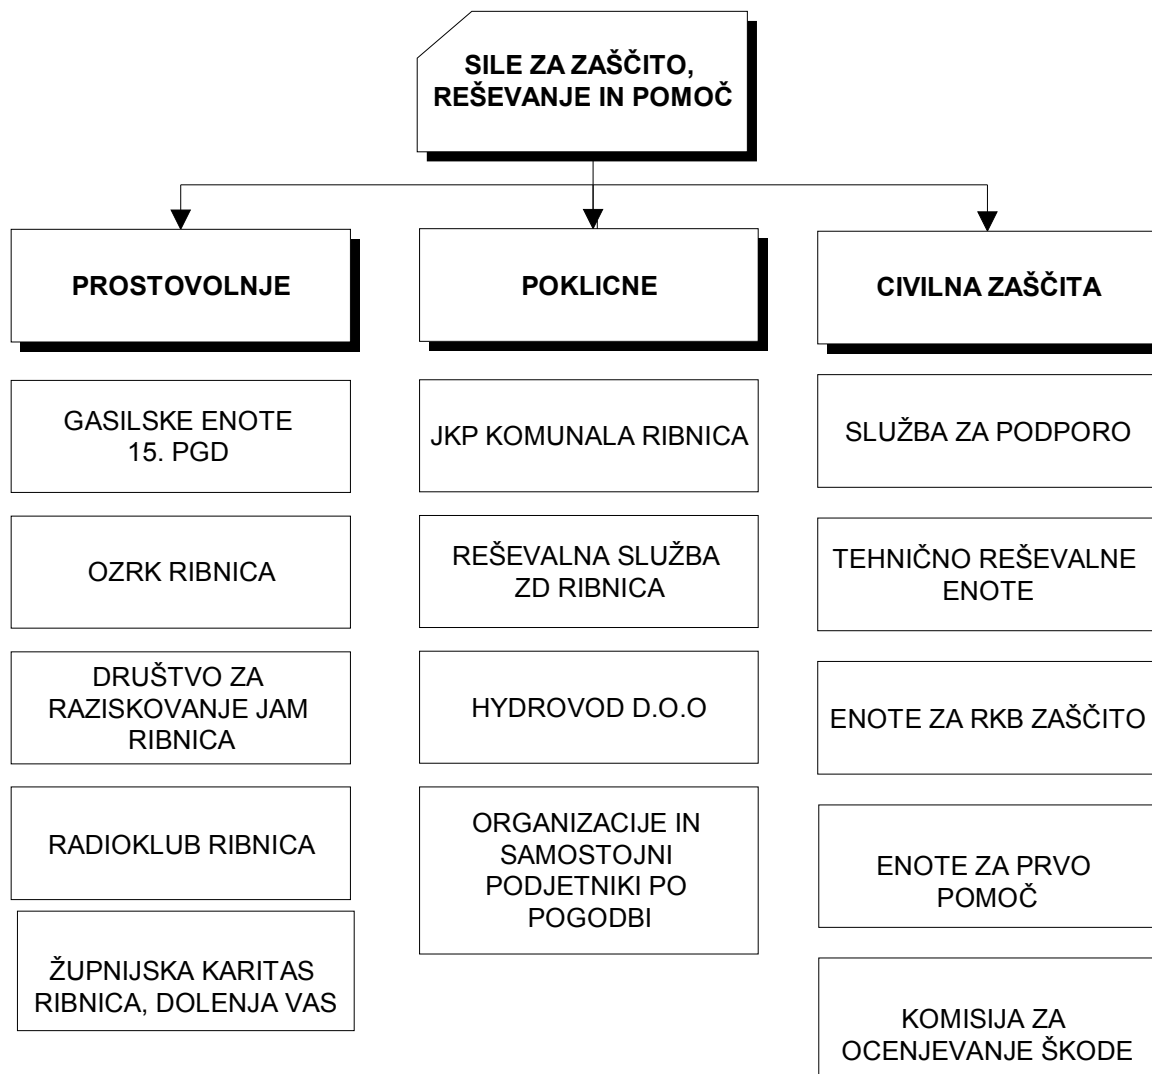 SILE ZA ZAŠČITO,
REŠEVANJE IN POMOČ
PROSTOVOLNJE
GASILSKE ENOTE
15. PGD
OZRK RIBNICA
DRUŠTVO ZA
RAZISKOVANJE JAM
RIBNICA
RADIOKLUB RIBNICA
ŽUPNIJSKA KARITAS
RIBNICA, DOLENJA VAS
POKLICNE
JKP KOMUNALA RIBNICA
REŠEVALNA SLUŽBA
ZD RIBNICA
HYDROVOD D.O.O
ORGANIZACIJE IN
SAMOSTOJNI
PODJETNIKI PO
POGODBI
CIVILNA ZAŠČITA
SLUŽBA ZA PODPORO
TEHNIČNO REŠEVALNE
ENOTE
ENOTE ZA RKB ZAŠČITO
ENOTE ZA PRVO
POMOČ
KOMISIJA ZA
OCENJEVANJE ŠKODE